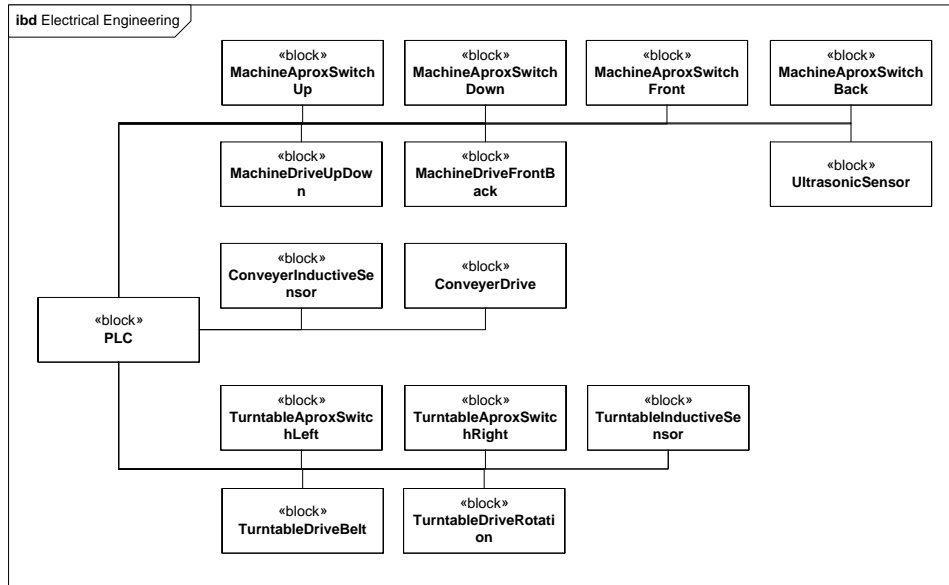 ibd Electrical Engineering
«block»
MachineAproxSwitch
Up
«block»
MachineAproxSwitch
Down
«block»
MachineAproxSwitch
Front
«block»
MachineAproxSwitch
Back
«block»
MachineDriveUpDow
n
«block»
MachineDriveFrontB
ack
«block»
UltrasonicSensor
«block»
ConveyerInductiveSe
nsor
«block»
ConveyerDrive
«block»
PLC
«block»
TurntableAproxSwitc
hLeft
«block»
TurntableAproxSwitc
hRight
«block»
TurntableInductiveSe
nsor
«block»
TurntableDriveBelt
«block»
TurntableDriveRotati
on